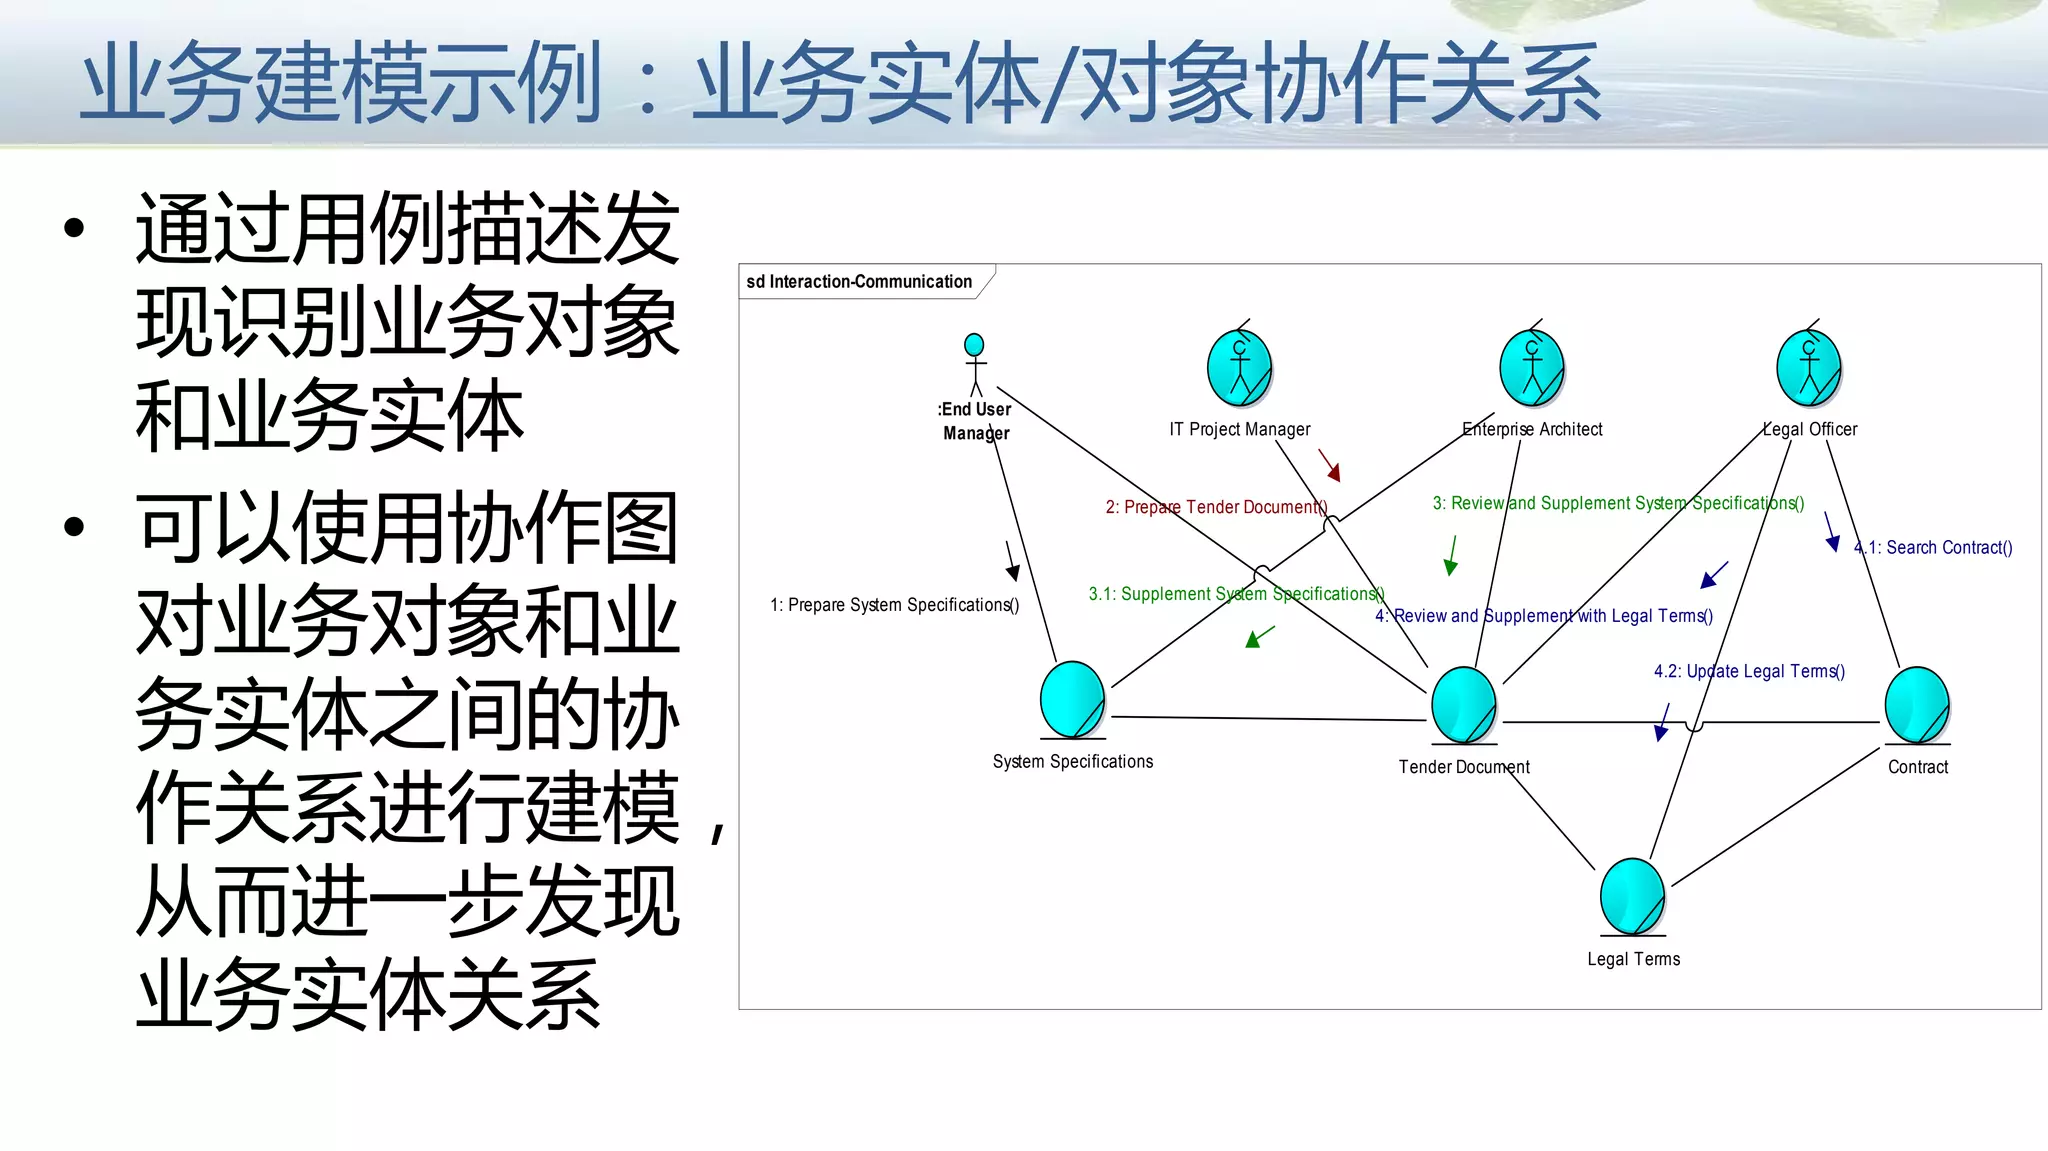 业务建模示例：业务实体/对象协作关系
• 通过用例描述发
现识别业务对象
和业务实体
• 可以使用协作图
对业务对象和业
务实体之间的协
作关系进行建模，
从而进一步发现
业务实体关系
sd Interaction-Communication
:End User
Manager
IT Project Manager
Enterprise Architect
Legal Officer
2: Prepare Tender Document()
3: Review and Supplement System Specifications()
4.1: Search Contract()
1: Prepare System Specifications()
3.1: Supplement System Specifications()
4: Review and Supplement with Legal Terms()
4.2: Update Legal Terms()
System Specifications
Tender Document
Contract
Legal Terms